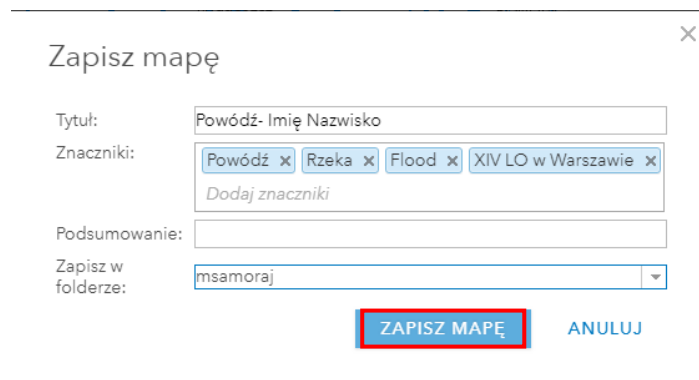 Zapisz mapę
Tytuł: Powódź- Imię Nazwisko
Znaczniki: Powódź x Rzeka x Flood x XIV LO w Warszawie x
Dodaj znaczniki
Podsumowanie:
Zapisz w
folderze: msamoraj
ZAPISZ MAPĘ ANULUJ